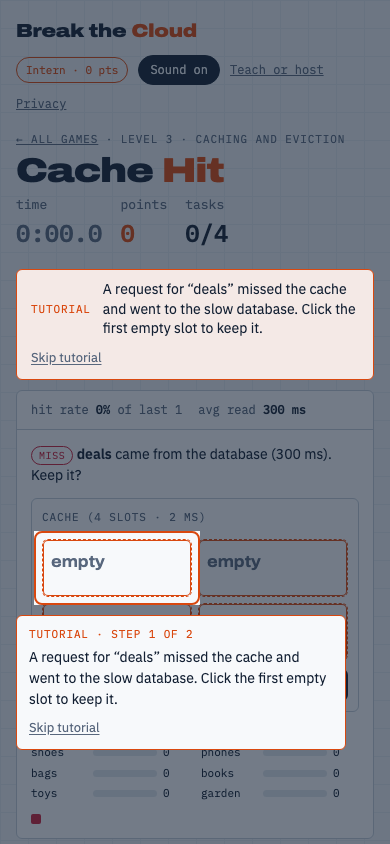 Break the Cloud
Intern · 0 pts
Sound on
Teach or host
Privacy
← ALL GAMES · LEVEL 3 · CACHING AND EVICTION
Cache Hit
time points tasks
0:00.0 0 0/4
TUTORIAL
A request for “deals” missed the cache
and went to the slow database. Click the
first empty slot to keep it.
Skip tutorial
hit rate 0% of last 1 avg read 300 ms
MISS deals came from the database (300 ms).
Keep it?
CACHE (4 SLOTS · 2 MS)
empty
empty
TUTORIAL · STEP 1 OF 2
A request for “deals” missed the cache and
went to the slow database. Click the first empty
slot to keep it.
Skip tutorial
shoes 0 phones 0
bags 0 books 0
toys 0 garden 0